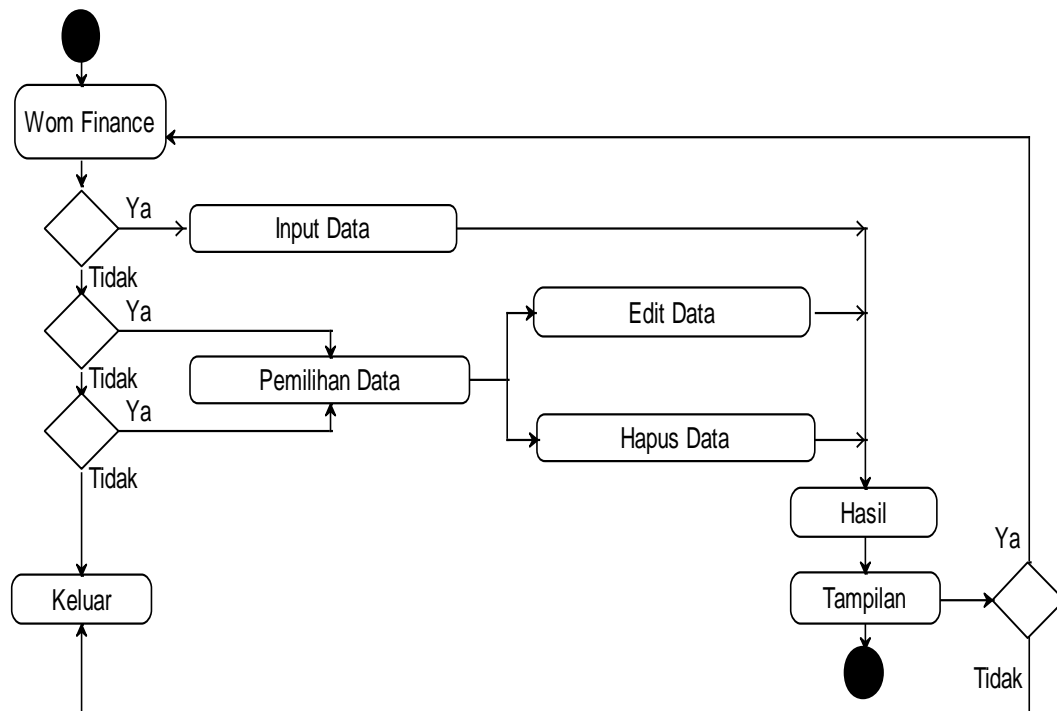 Wom Finance
Ya
Input Data
Tidak
Ya
Edit Data
Tidak
Pemilihan Data
Ya
Hapus Data
Tidak
Hasil
Ya
Keluar
Tampilan
Tidak